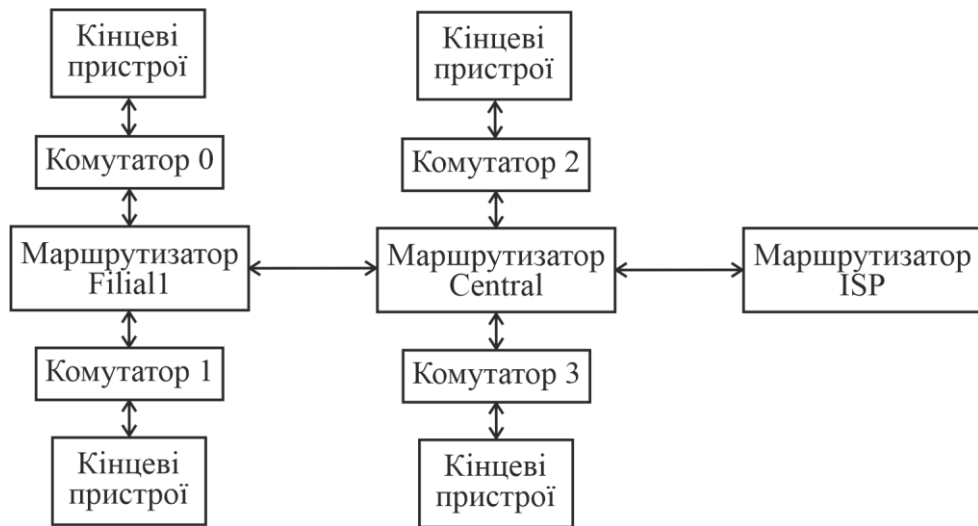 Кінцеві
пристрої
Кінцеві
пристрої
Комутатор 0
Комутатор 2
Маршрутизатор
Filial1
Маршрутизатор
Central
Маршрутизатор
ISP
Комутатор 1
Комутатор 3
Кінцеві
пристрої
Кінцеві
пристрої